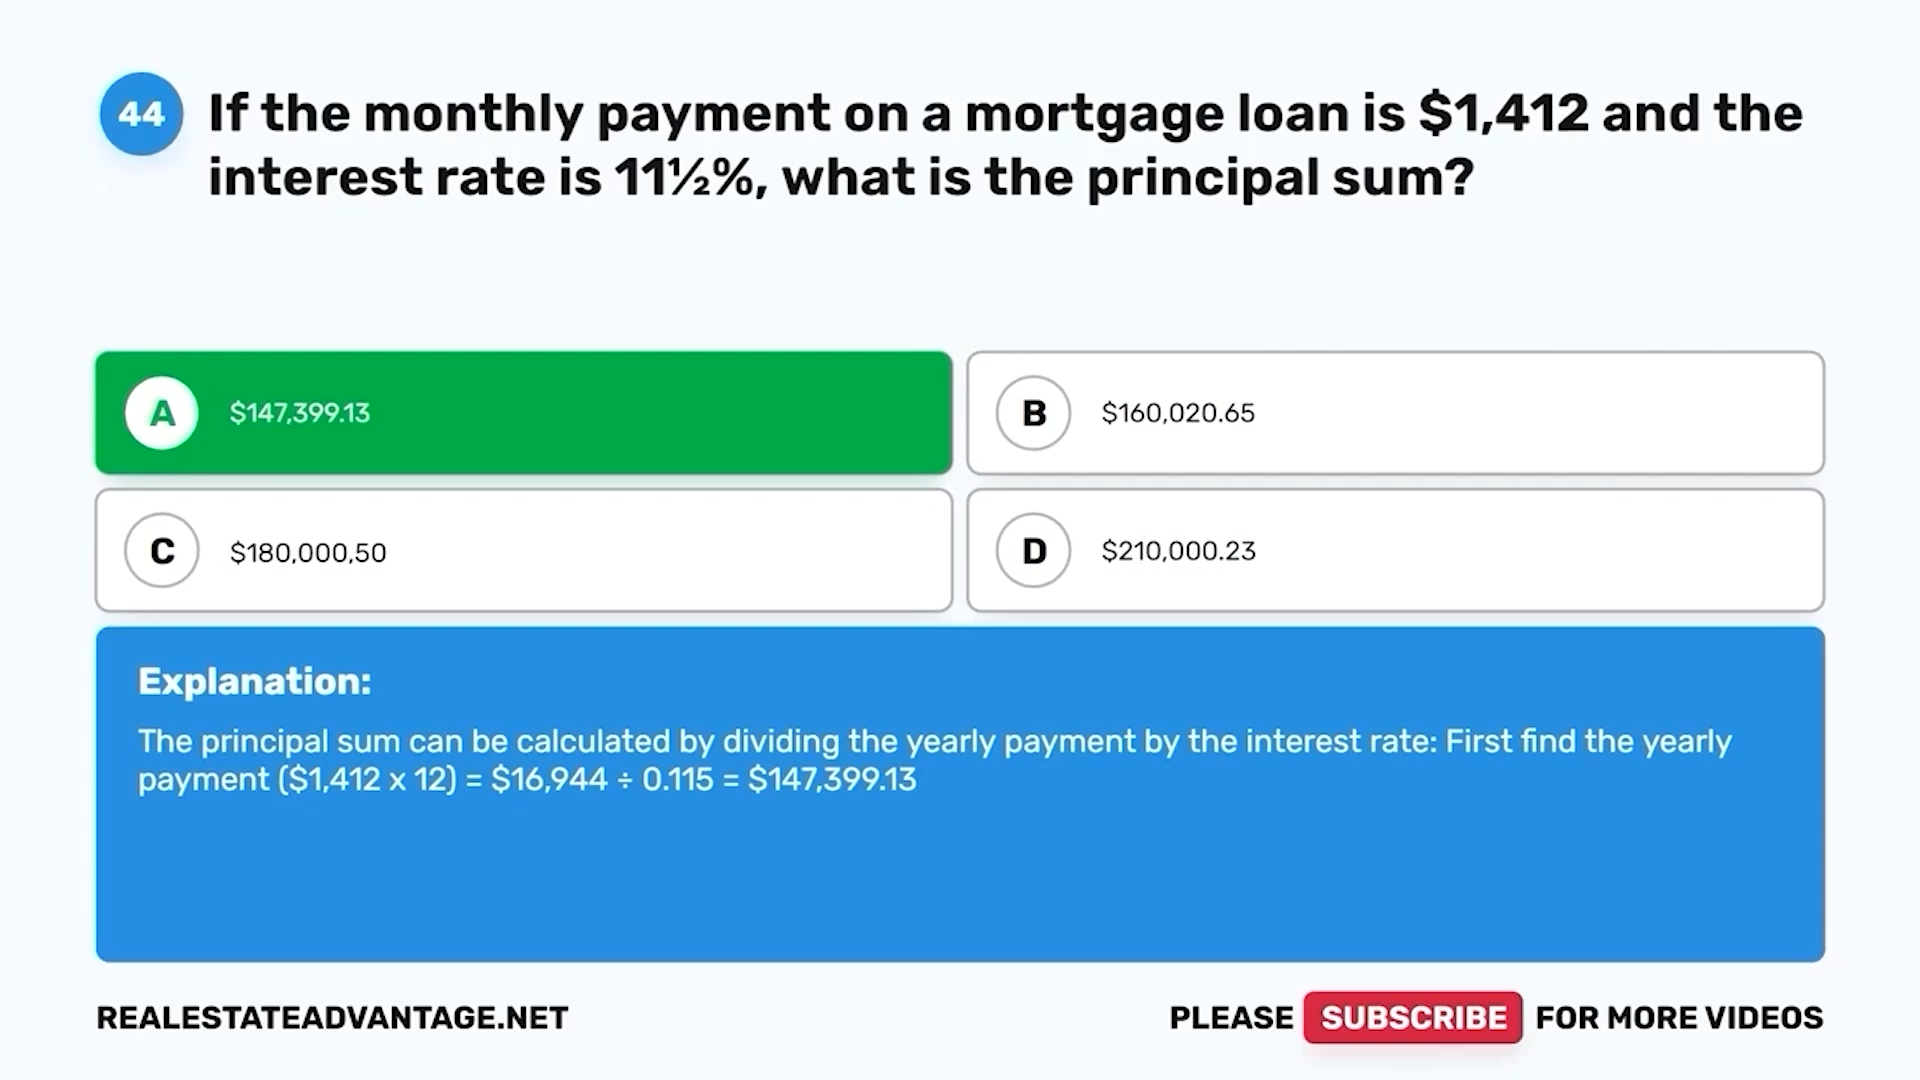 44
If the monthly payment on a mortgage loan is $1,412 and the
interest rate is 11½%, what is the principal sum?
A $147,399.13
B $160,020.65
C $180,000,50
D $210,000.23
Explanation:
The principal sum can be calculated by dividing the yearly payment by the interest rate: First find the yearly
payment ($1,412 x 12) = $16,944 ÷ 0.115 = $147,399.13
REALESTATEADVANTAGE.NET
PLEASE SUBSCRIBE FOR MORE VIDEOS